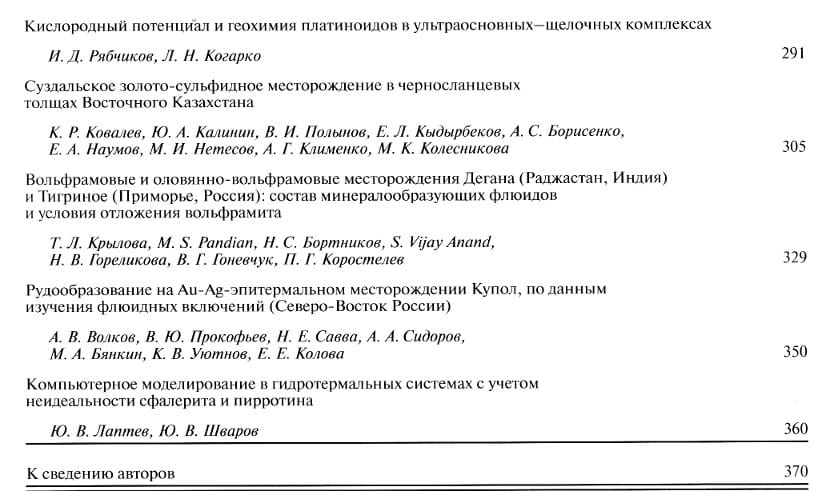 Кислородный потенциал и геохимия платиноидов в ультраосновных–щелочных комплексах
И. Д. Рябчиков, Л. Н. Когарко 291
Суздальское золото-сульфидное месторождение в черносланцевых
толщах Восточного Казахстана
К. Р. Ковалев, Ю. А. Калинин, В. И. Полынов, Е. Л. Кыдырбеков, А. С. Борисенко,
Е. А. Наумов, М. И. Нетесов, А. Г. Клименко, М. К. Колесникова 305
Вольфрамовые и оловянно-вольфрамовые месторождения Дегана (Раджастан, Индия)
и Тигриное (Приморье, Россия): состав минералообразующих флюидов
и условия отложения вольфрамита
Т. Л. Крылова, M. S. Pandian, Н. С. Бортников, S. Vijay Anand,
Н. В. Гореликова, В. Г. Гоневчук, П. Г. Коростелев 329
Рудообразование на Au-Ag-эпитермальном месторождении Купол, по данным
изучения флюидных включений (Северо-Восток России)
А. В. Волков, В. Ю. Прокофьев, Н. Е. Савва, А. А. Сидоров,
М. А. Бянкин, К. В. Уютнов, Е. Е. Колова 350
Компьютерное моделирование в гидротермальных системах с учетом
неидеальности сфалерита и пирротина
Ю. В. Лаптев, Ю. В. Шваров 360
К сведению авторов 370